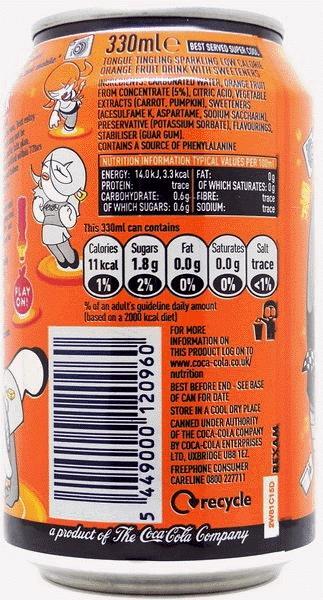 330ml e BEST SERVED SUPER COOL
TONGUE TINGLING SPARKLING LOW CALORIE
ORANGE FRUIT DRINK WITH SWEETENERS
INGREDIENTS: CARBONATED WATER, ORANGE FRUIT
FROM CONCENTRATE (5%), CITRIC ACID, VEGETABLE
EXTRACTS (CARROT, PUMPKIN), SWEETENERS
(ACESULFAME K, ASPARTAME, SODIUM SACCHARIN),
PRESERVATIVE (POTASSIUM SORBATE), FLAVOURINGS,
STABILISER (GUAR GUM).
CONTAINS A SOURCE OF PHENYLALANINE
NUTRITION INFORMATION TYPICAL VALUES PER 100ml
ENERGY: 14.0kJ, 3.3kcal FAT: 0g
PROTEIN: trace OF WHICH SATURATES: 0g
CARBOHYDRATE: 0.6g FIBRE: trace
OF WHICH SUGARS: 0.6g SODIUM: trace
This 330ml can contains
Calories Sugars Fat Saturates Salt
11 kcal 1.8 g 0.0 g 0.0 g trace
1% 2% 0% 0% <1%
% of an adult's guideline daily amount
(based on a 2000 kcal diet)
PLAY
ON!
5 449000 120960
FOR MORE
INFORMATION ON
THIS PRODUCT LOG ON TO
www.coca-cola.co.uk/
nutrition
BEST BEFORE END - SEE BASE
OF CAN FOR DATE
STORE IN A COOL DRY PLACE
CANNED UNDER AUTHORITY
OF THE COCA-COLA COMPANY
BY COCA-COLA ENTERPRISES
LTD, UXBRIDGE UB8 1EZ.
FREEPHONE CONSUMER
CARELINE 0800 227711
recycle
REXAM
2W81C15D
a product of The Coca-Cola Company